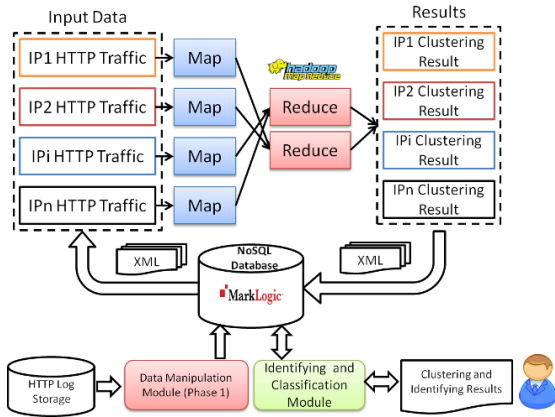 Input Data
Results
IP1 HTTP Traffic
Map
IP1 Clustering
Result
hadoop
map reduce
IP2 HTTP Traffic
Map
Reduce
IP2 Clustering
Result
IPi HTTP Traffic
Map
Reduce
IPi Clustering
Result
IPn HTTP Traffic
Map
IPn Clustering
Result
XML
NoSQL
Database
MarkLogic
XML
HTTP Log
Storage
Data Manipulation
Module (Phase 1)
Identifying and
Classification
Module
Clustering and
Identifying Results